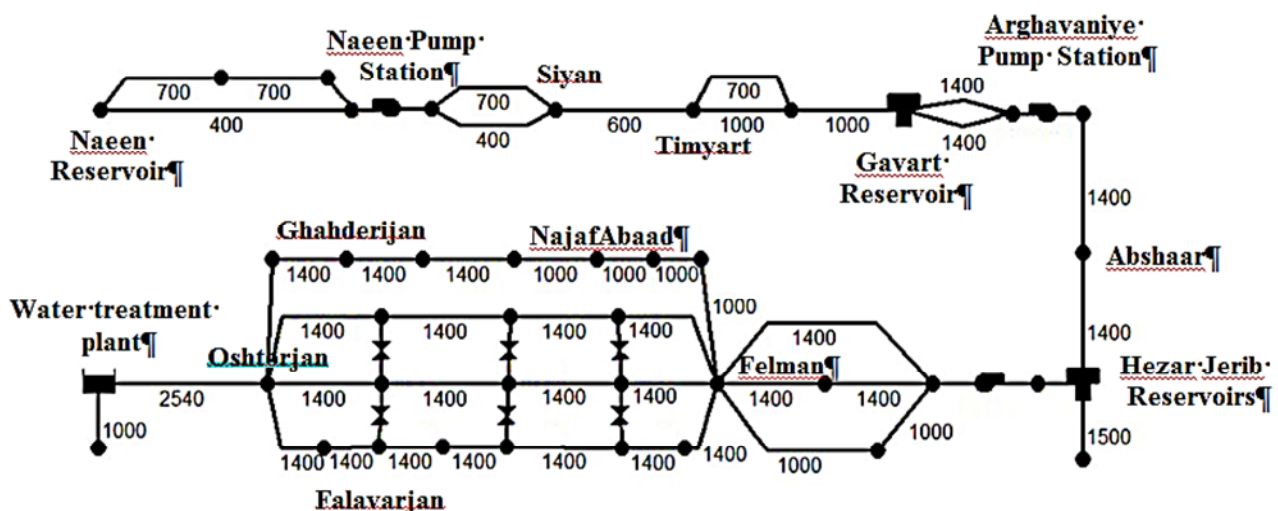 Naeen·Pump·
Station¶
Siyan
Arghavaniye
Pump·Station¶
700
700
700
700
1400
400
400
600
1000
1000
1400
Naeen·
Reservoir¶
Timyart
Gavart·
Reservoir¶
1400
Ghahderijan
NajafAbaad¶
Abshaar¶
1400
1400
1400
1000
1000
1000
Water·treatment·
plant¶
1000
1400
1400
1400
1400
1400
1400
Oshtorjan
Felman¶
Hezar·Jerib·
Reservoirs¶
2540
1400
1400
1400
1400
1400
1400
1000
1000
1500
1400
1400
1400
1400
1400
1400
1400
1000
Falavarjan